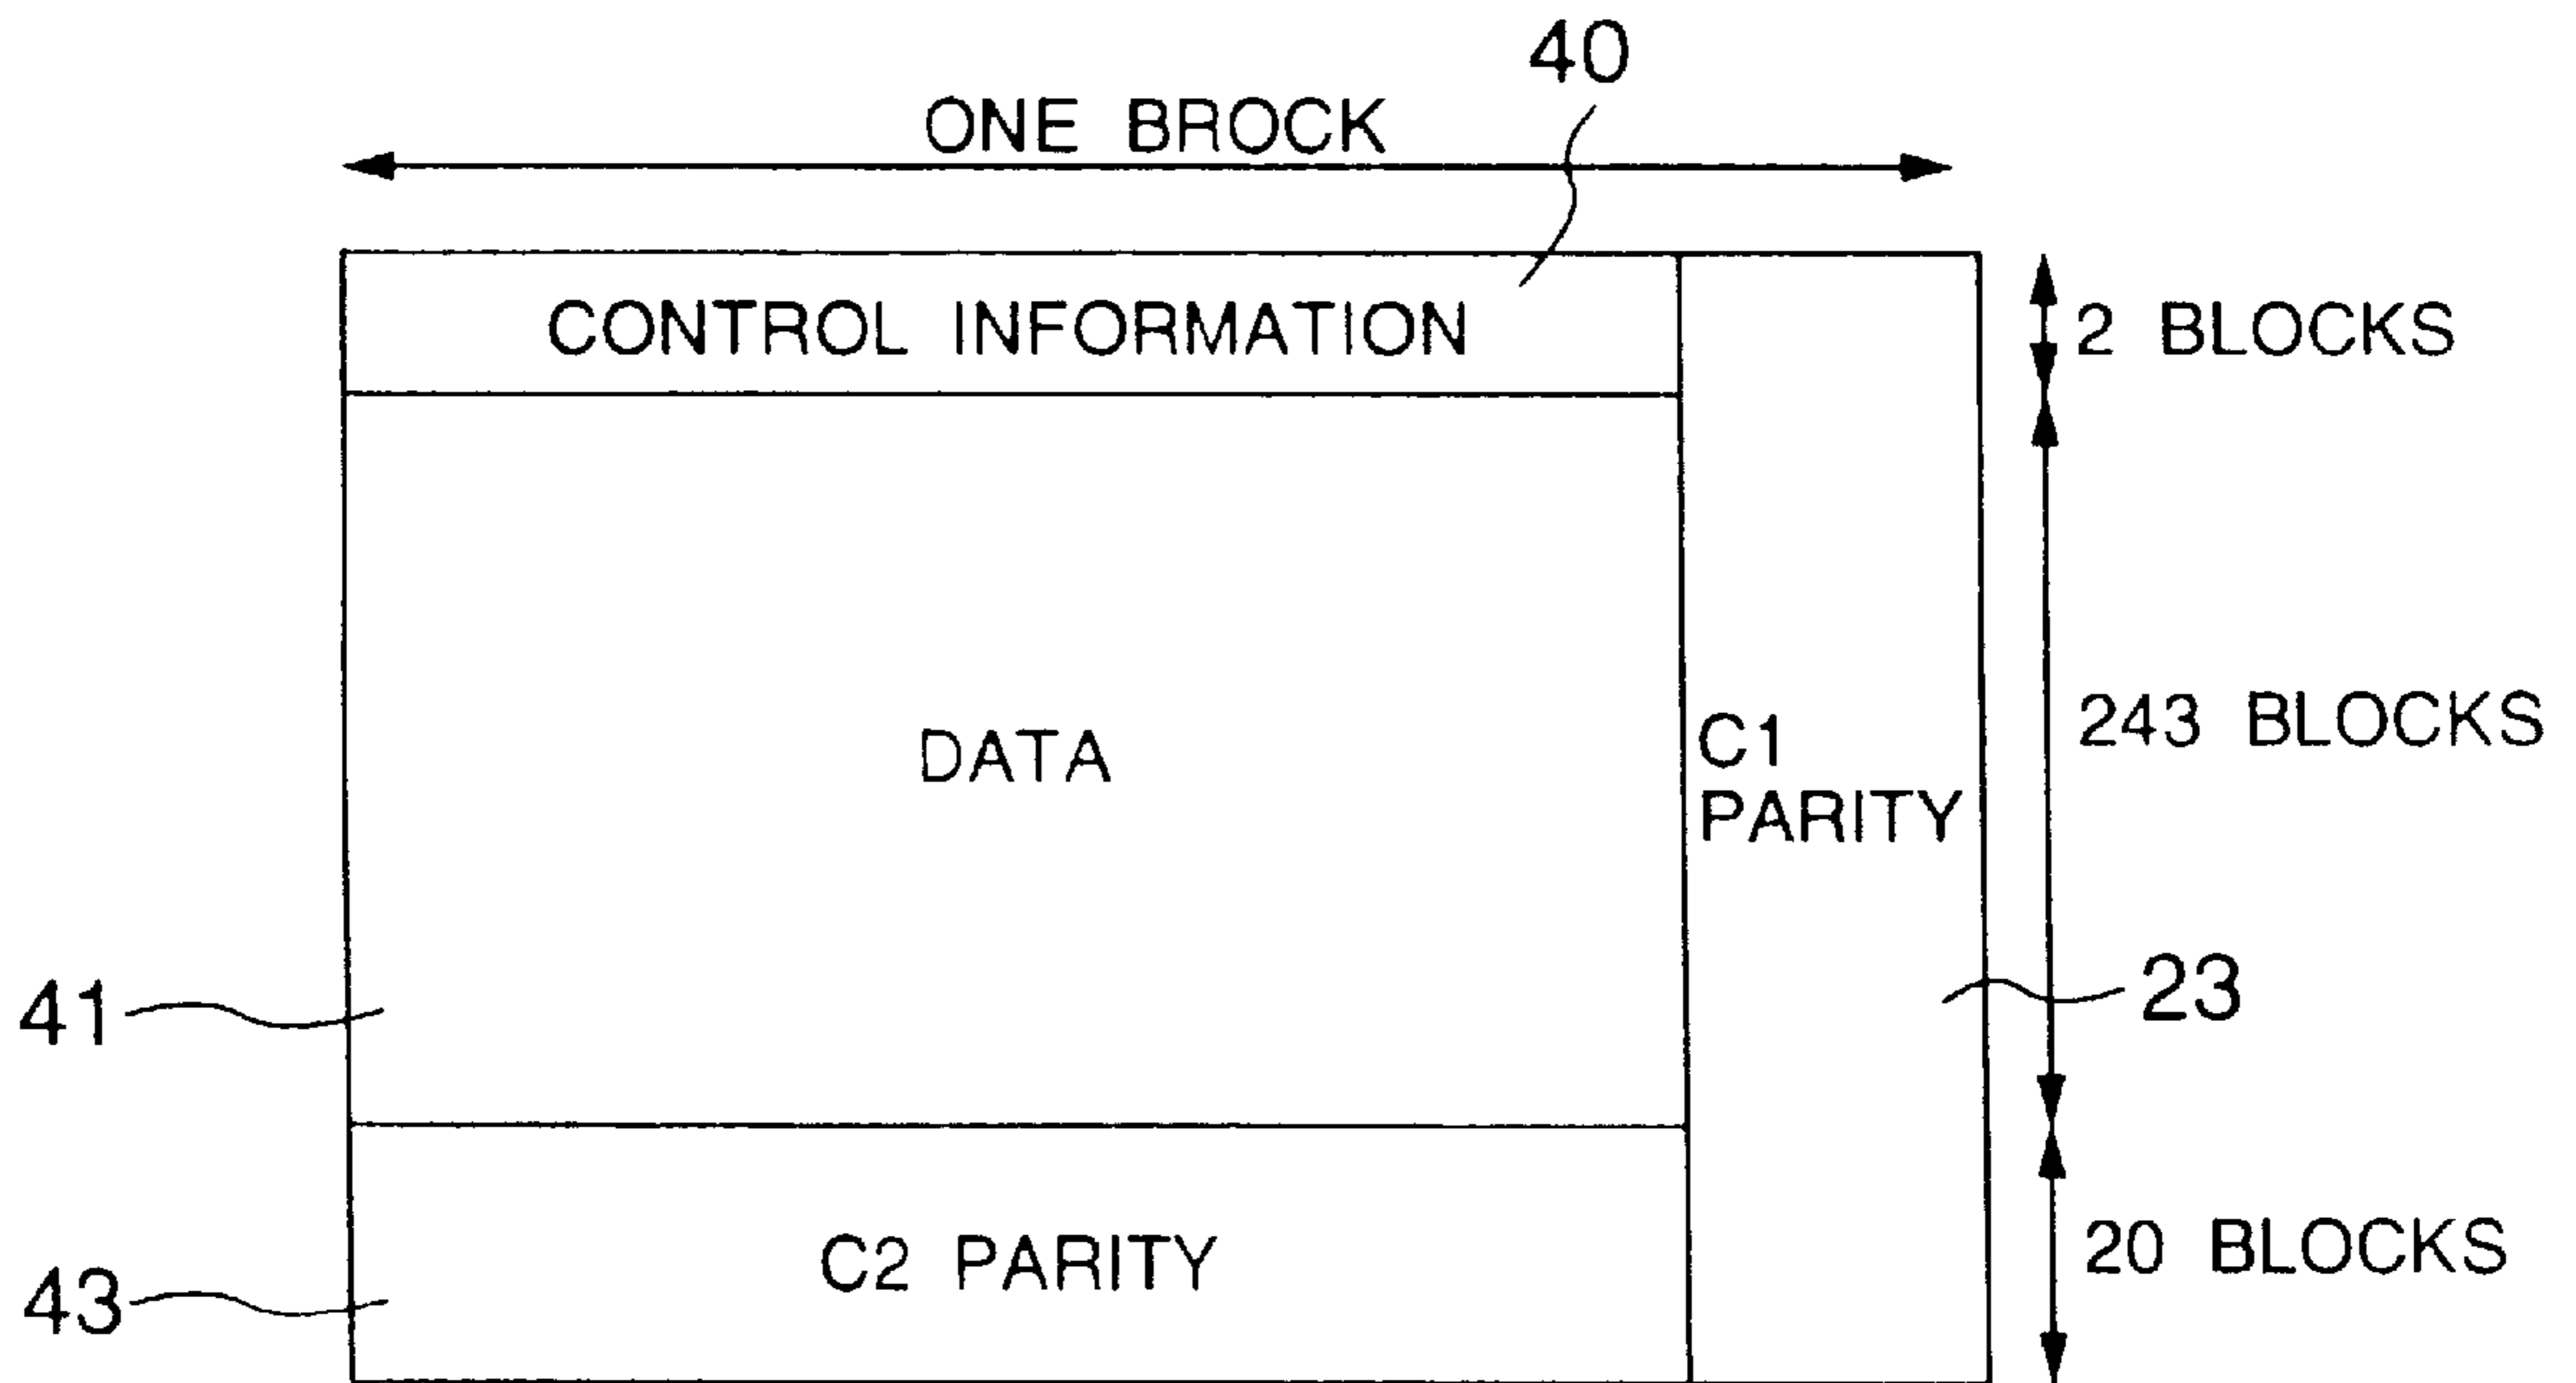 40
ONE BROCK
CONTROL INFORMATION
2 BLOCKS
DATA
C1
PARITY
243 BLOCKS
41
23
C2 PARITY
20 BLOCKS
43